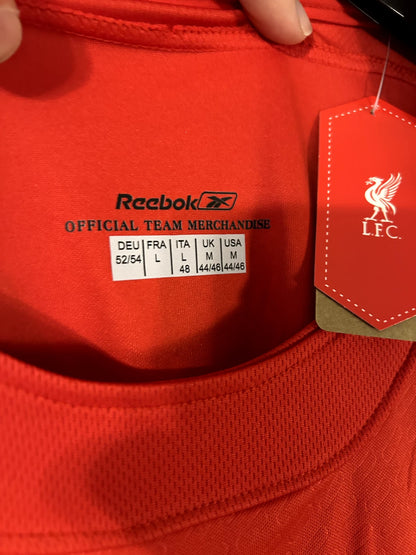 Reebok
OFFICIAL TEAM MERCHANDISE
DEU FRA ITA UK USA
52/54 L L M M
48 44/46 44/46
L.F.C.